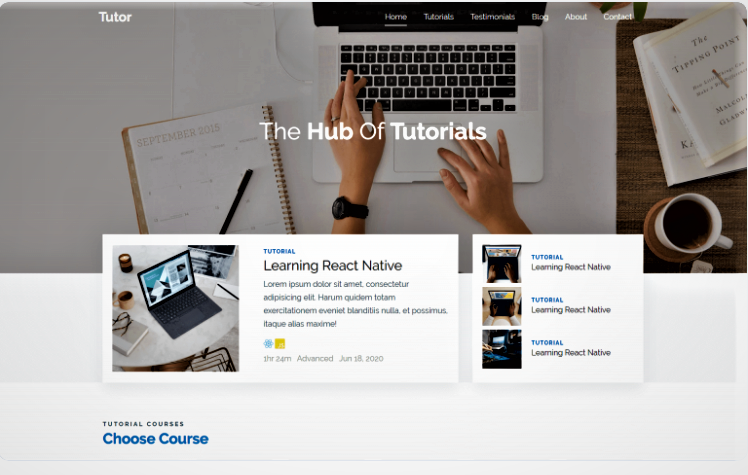 Tutor
Home Tutorials Testimonials Blog About Contact
The
TIPPING POINT
SEPTEMBER 2015
The Hub Of Tutorials
TUTORIAL
Learning React Native
Lorem ipsum dolor sit amet, consectetur
adipisicing elit. Harum quidem totam
exercitationem eveniet blanditiis nulla, et possimus,
itaque alias maxime!
1hr 24m Advanced Jun 18, 2020
TUTORIAL
Learning React Native
TUTORIAL
Learning React Native
TUTORIAL
Learning React Native
TUTORIAL COURSES
Choose Course